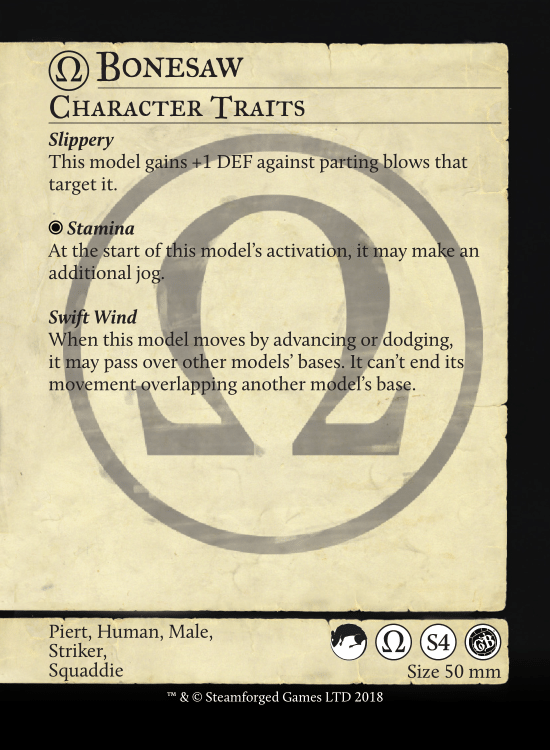 Ω BONESAW
CHARACTER TRAITS
Slippery
This model gains +1 DEF against parting blows that
target it.
Stamina
At the start of this model's activation, it may make an
additional jog.
Swift Wind
When this model moves by advancing or dodging,
it may pass over other models' bases. It can't end its
movement overlapping another model's base.
Ω
Piert, Human, Male,
Striker,
Squaddie
Ω S4 GB
Size 50 mm
™ & © Steamforged Games LTD 2018